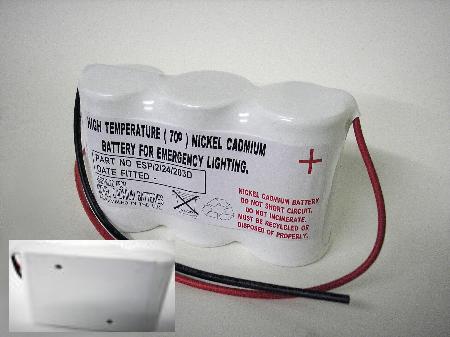 HIGH TEMPERATURE ( 70º ) NICKEL CADMIUM
BATTERY FOR EMERGENCY LIGHTING.
PART NO ESP/2/24/203D
DATE FITTED -
+
NICKEL CADMIUM BATTERY
DO NOT SHORT CIRCUIT.
DO NOT INCINERATE.
MUST BE RECYCLED OR
DISPOSED OF PROPERLY.